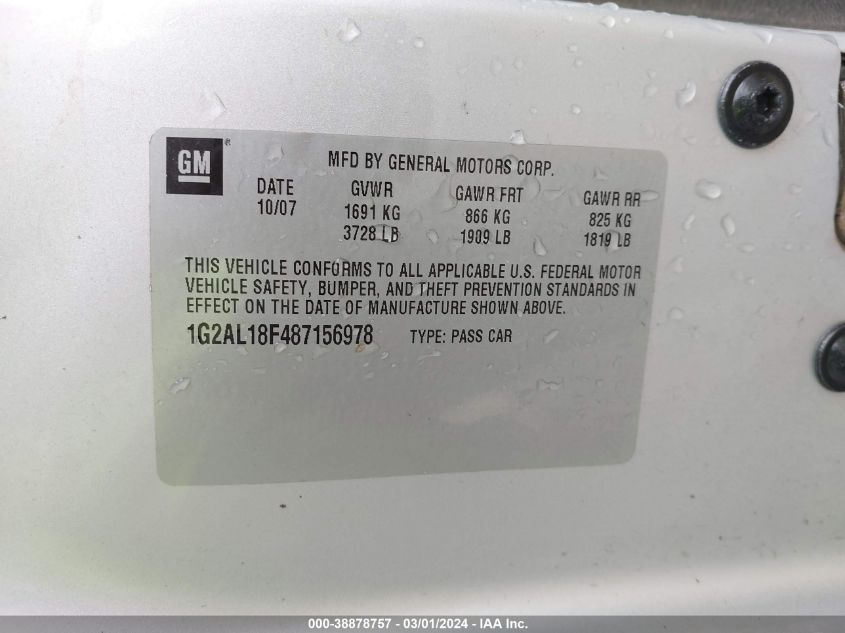 GM®
MFD BY GENERAL MOTORS CORP.
DATE GVWR GAWR FRT GAWR RR
10/07 1691 KG 866 KG 825 KG
3728 LB 1909 LB 1819 LB
THIS VEHICLE CONFORMS TO ALL APPLICABLE U.S. FEDERAL MOTOR
VEHICLE SAFETY, BUMPER, AND THEFT PREVENTION STANDARDS IN
EFFECT ON THE DATE OF MANUFACTURE SHOWN ABOVE.
1G2AL18F487156978 TYPE: PASS CAR
000-38878757 - 03/01/2024 - IAA Inc.